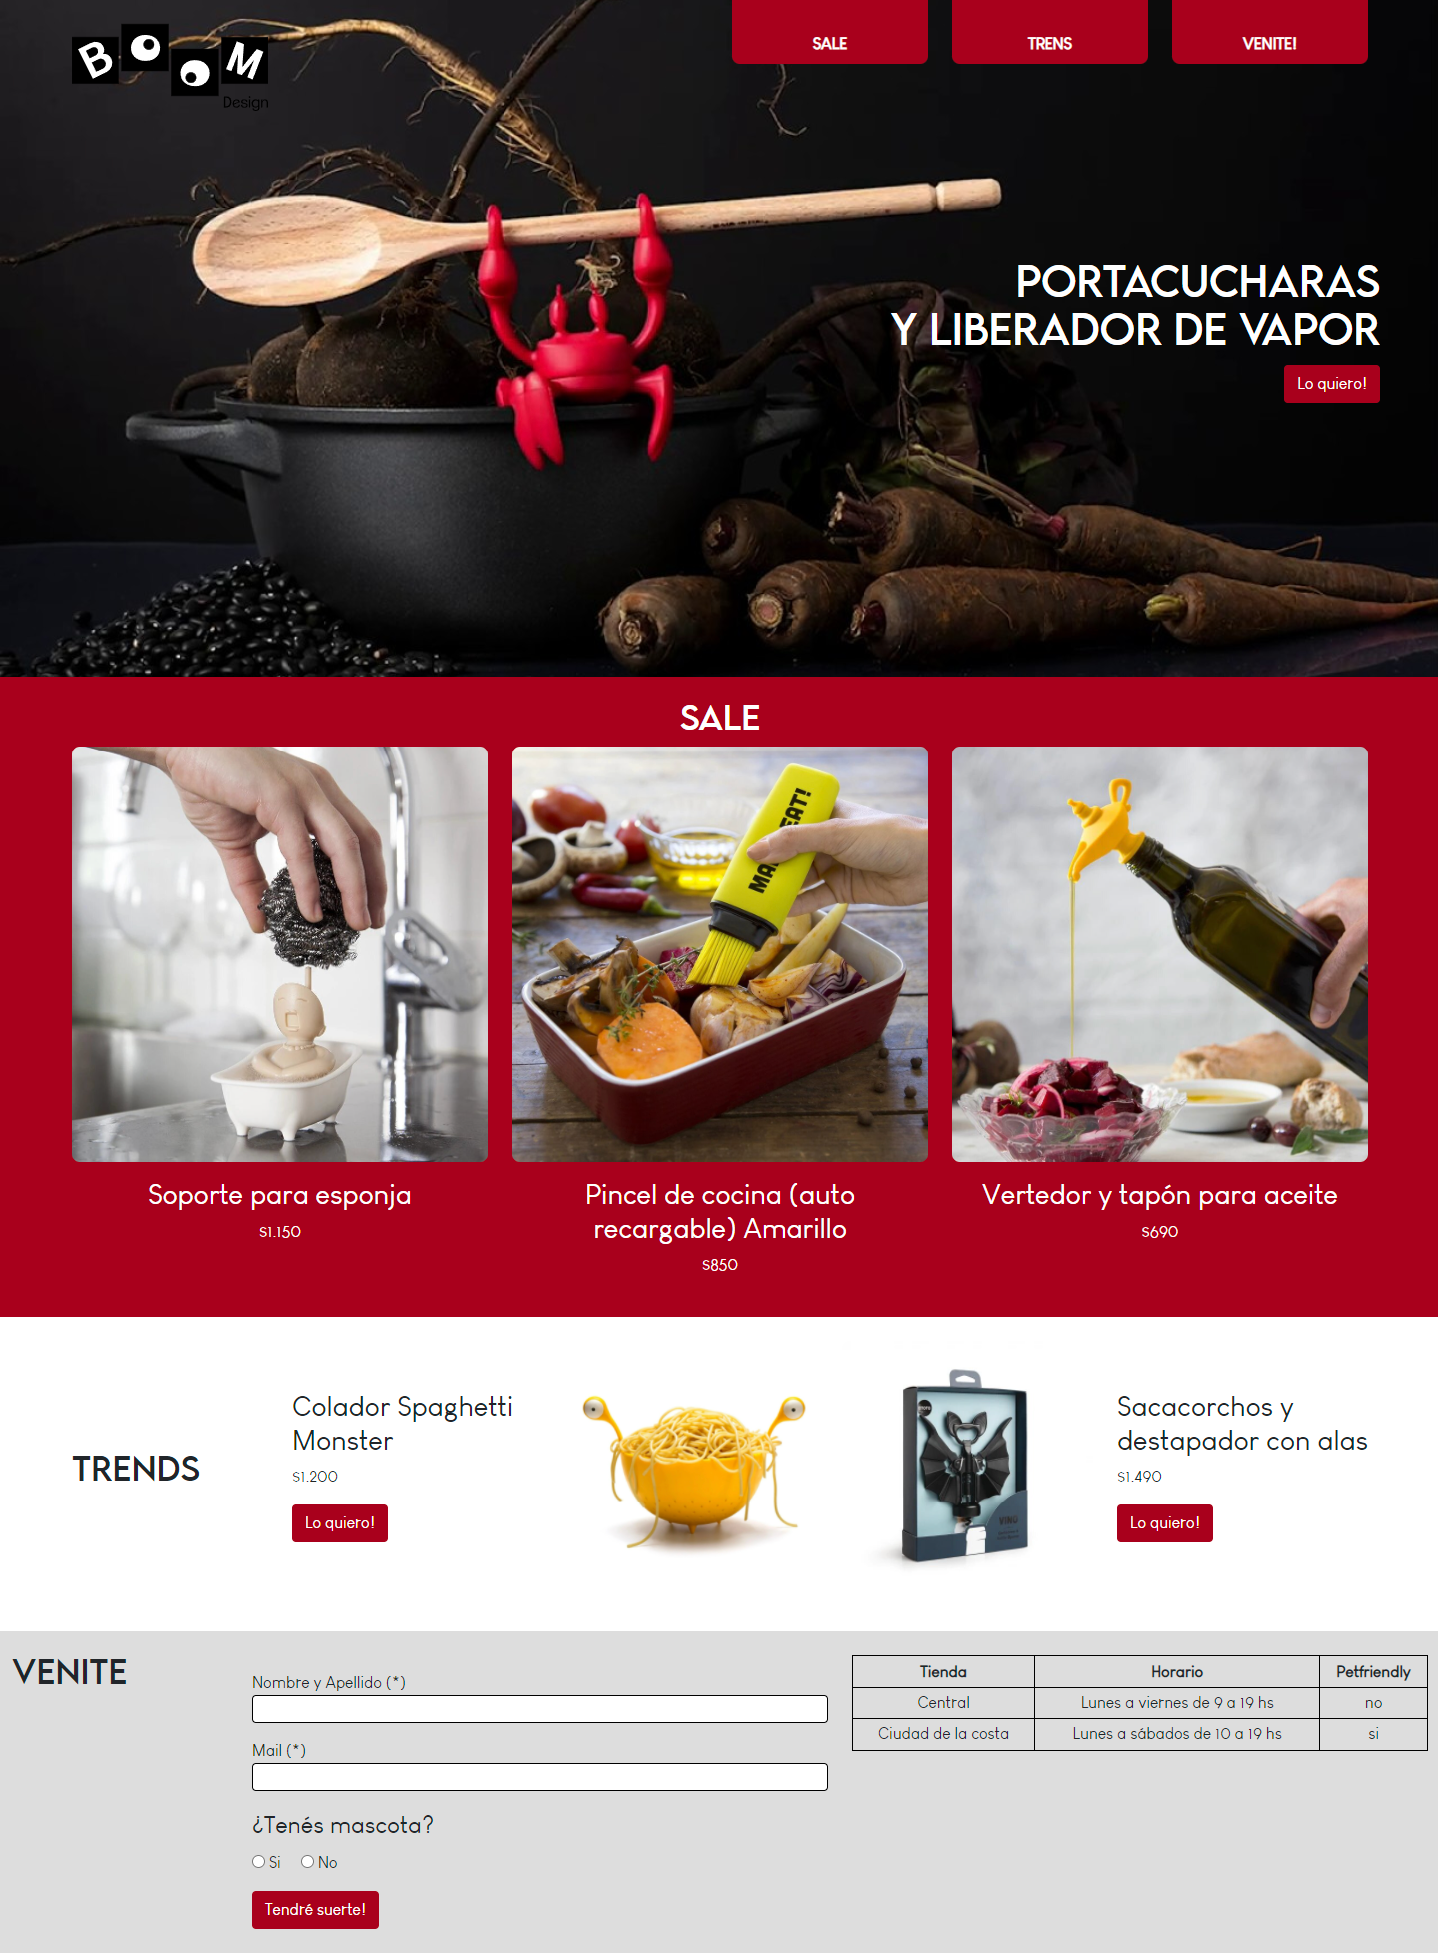 BOOM
Design
SALE
TRENS
VENITE!
PORTACUCHARAS
Y LIBERADOR DE VAPOR
Lo quiero!
SALE
Soporte para esponja
$1.150
Pincel de cocina (auto
recargable) Amarillo
$850
Vertedor y tapón para aceite
$690
TRENDS
Colador Spaghetti
Monster
$1.200
Lo quiero!
VINO
Sacacorchos y
destapador con alas
$1.490
Lo quiero!
VENITE
Nombre y Apellido (*)
Mail (*)
¿Tenés mascota?
Si No
Tendré suerte!
Tienda Horario Petfriendly
Central Lunes a viernes de 9 a 19 hs no
Ciudad de la costa Lunes a sábados de 10 a 19 hs si